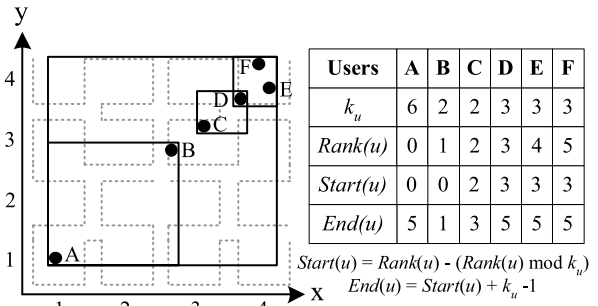 y
4
3
2
1
A
B
C
D
E
F
1 2 3 4 x
Users A B C D E F
k_u 6 2 2 3 3 3
Rank(u) 0 1 2 3 4 5
Start(u) 0 0 2 3 3 3
End(u) 5 1 3 5 5 5
Start(u) = Rank(u) - (Rank(u) mod k_u)
End(u) = Start(u) + k_u -1